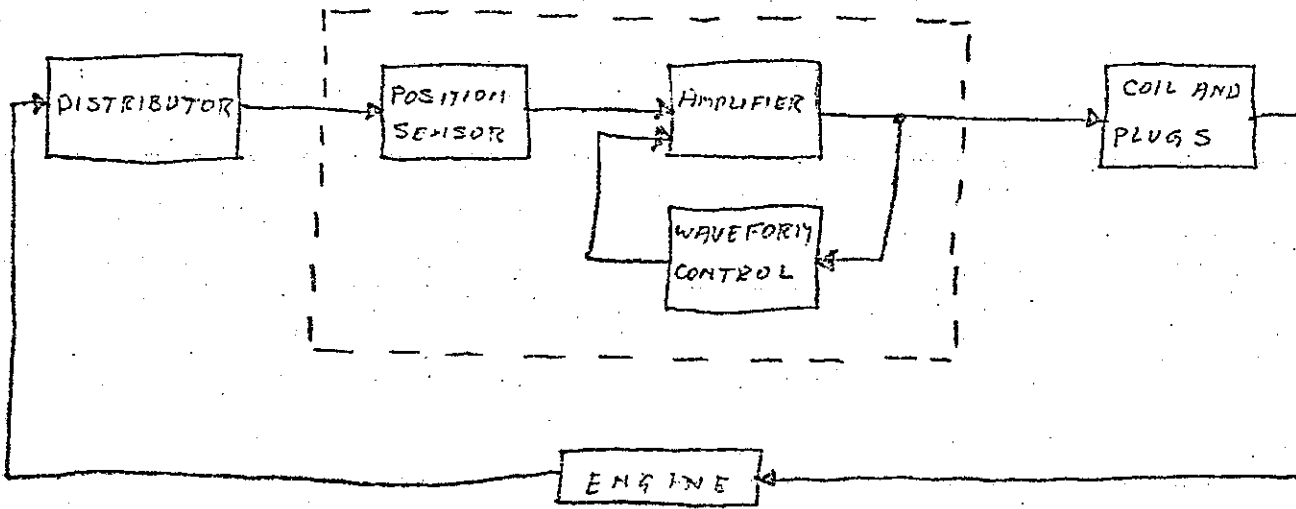 DISTRIBUTOR
POSITION
SENSOR
AMPLIFIER
COIL AND
PLUGS
WAVEFORM
CONTROL
ENGINE